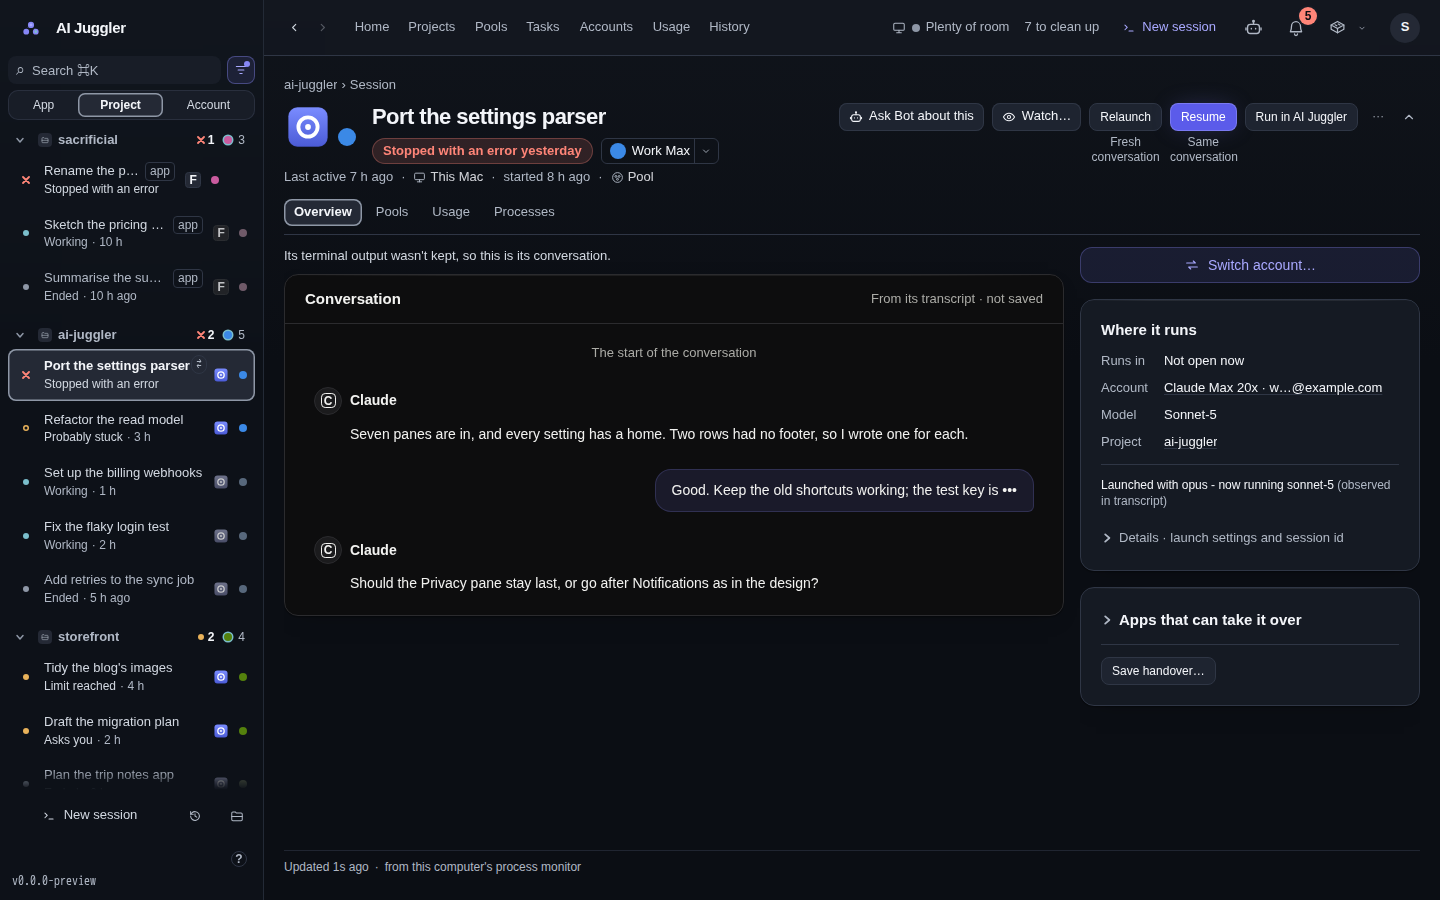 AI Juggler
Search ⌘K
App
Project
Account
sacrificial
1
3
Rename the p…
app
F
Stopped with an error
Sketch the pricing …
app
F
Working · 10 h
Summarise the su…
app
F
Ended · 10 h ago
ai-juggler
2
5
Port the settings parser
Stopped with an error
Refactor the read model
Probably stuck · 3 h
Set up the billing webhooks
Working · 1 h
Fix the flaky login test
Working · 2 h
Add retries to the sync job
Ended · 5 h ago
storefront
2
4
Tidy the blog's images
Limit reached · 4 h
Draft the migration plan
Asks you · 2 h
Plan the trip notes app
New session
?
v0.0.0-preview
Home
Projects
Pools
Tasks
Accounts
Usage
History
Plenty of room
7 to clean up
New session
5
S
ai-juggler › Session
Port the settings parser
Stopped with an error yesterday
Work Max
Last active 7 h ago · This Mac · started 8 h ago · Pool
Ask Bot about this
Watch…
Relaunch
Fresh conversation
Resume
Same conversation
Run in AI Juggler
Overview
Pools
Usage
Processes
Its terminal output wasn't kept, so this is its conversation.
Conversation
From its transcript · not saved
The start of the conversation
C
Claude
Seven panes are in, and every setting has a home. Two rows had no footer, so I wrote one for each.
Good. Keep the old shortcuts working; the test key is •••
C
Claude
Should the Privacy pane stay last, or go after Notifications as in the design?
Switch account…
Where it runs
Runs in
Not open now
Account
Claude Max 20x · w…@example.com
Model
Sonnet-5
Project
ai-juggler
Launched with opus - now running sonnet-5 (observed
in transcript)
Details · launch settings and session id
Apps that can take it over
Save handover…
Updated 1s ago · from this computer's process monitor